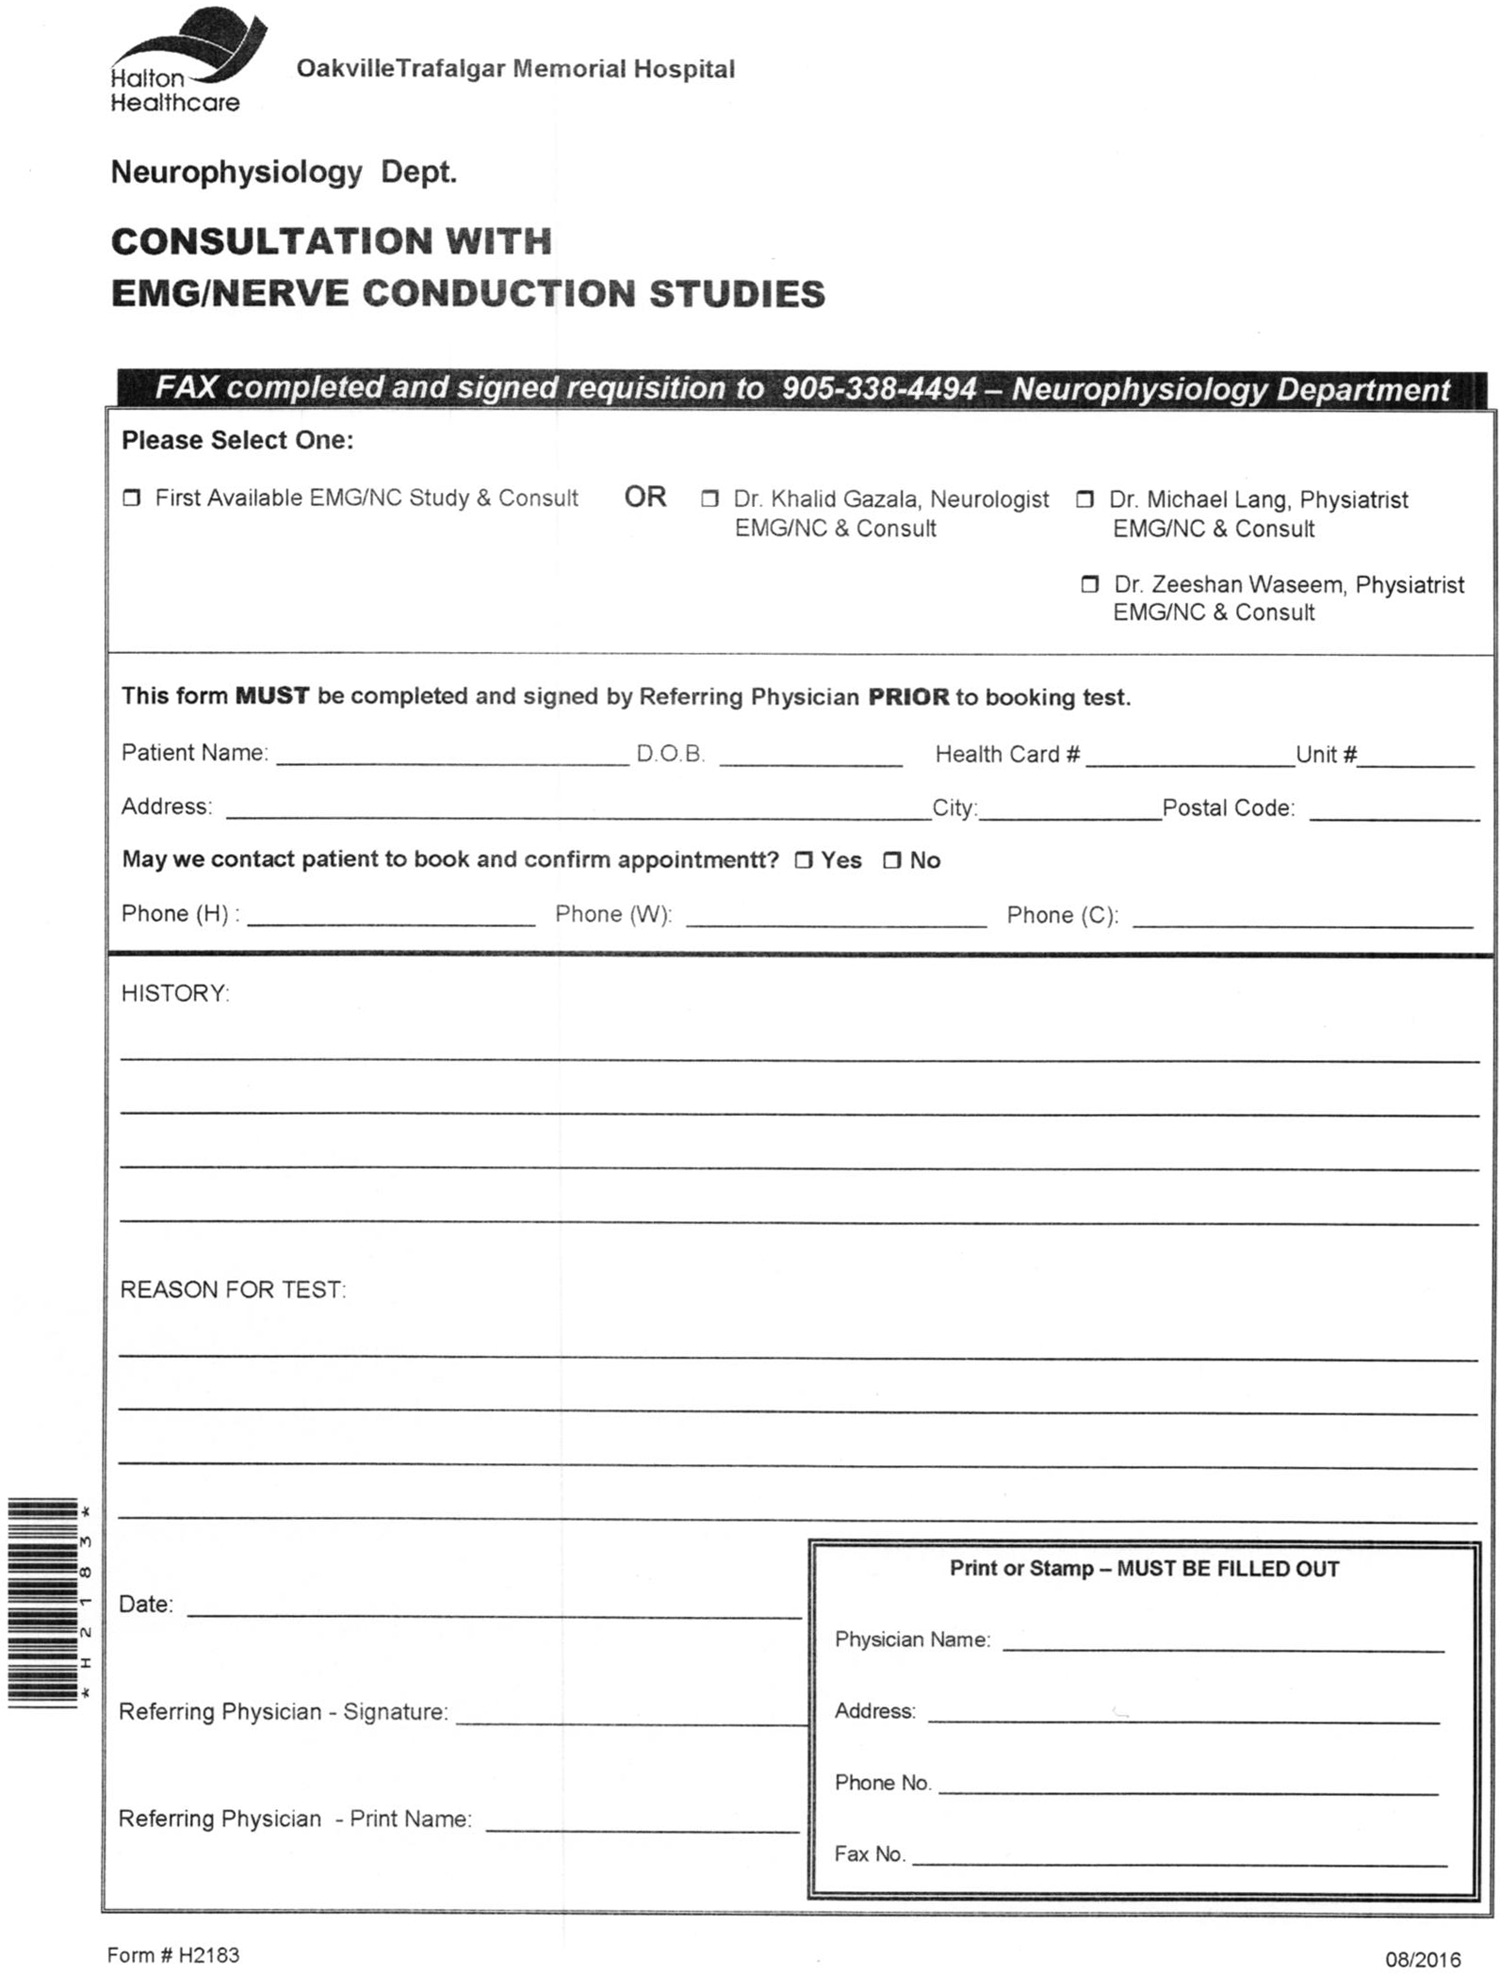 Halton
Healthcare
OakvilleTrafalgar Memorial Hospital
Neurophysiology Dept.
CONSULTATION WITH
EMG/NERVE CONDUCTION STUDIES
FAX completed and signed requisition to 905-338-4494 – Neurophysiology Department
Please Select One:
First Available EMG/NC Study & Consult OR Dr. Khalid Gazala, Neurologist Dr. Michael Lang, Physiatrist
EMG/NC & Consult EMG/NC & Consult
Dr. Zeeshan Waseem, Physiatrist
EMG/NC & Consult
This form MUST be completed and signed by Referring Physician PRIOR to booking test.
Patient Name: D.O.B. Health Card # Unit #
Address: City: Postal Code:
May we contact patient to book and confirm appointmentt? Yes No
Phone (H) : Phone (W): Phone (C):
HISTORY:
REASON FOR TEST:
*H2183*
Date:
Referring Physician - Signature:
Referring Physician - Print Name:
Print or Stamp – MUST BE FILLED OUT
Physician Name:
Address:
Phone No.
Fax No.
Form # H2183
08/2016